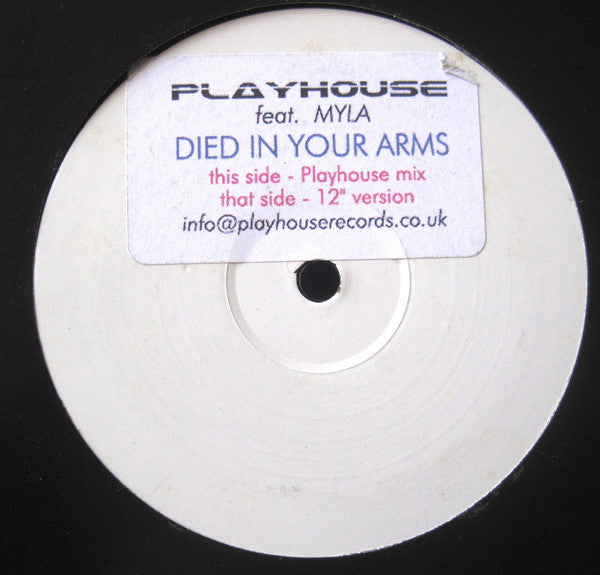 PLAYHOUSE
feat. MYLA
DIED IN YOUR ARMS
this side - Playhouse mix
that side - 12" version
info@playhouserecords.co.uk